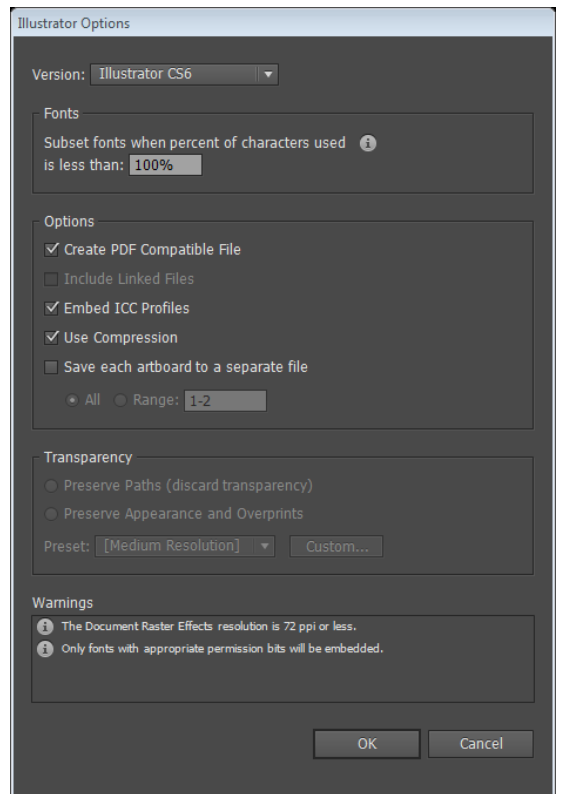 Illustrator Options
Version: Illustrator CS6
Fonts
Subset fonts when percent of characters used
is less than: 100%
Options
Create PDF Compatible File
Include Linked Files
Embed ICC Profiles
Use Compression
Save each artboard to a separate file
All Range: 1-2
Transparency
Preserve Paths (discard transparency)
Preserve Appearance and Overprints
Preset: [Medium Resolution] Custom...
Warnings
The Document Raster Effects resolution is 72 ppi or less.
Only fonts with appropriate permission bits will be embedded.
OK Cancel